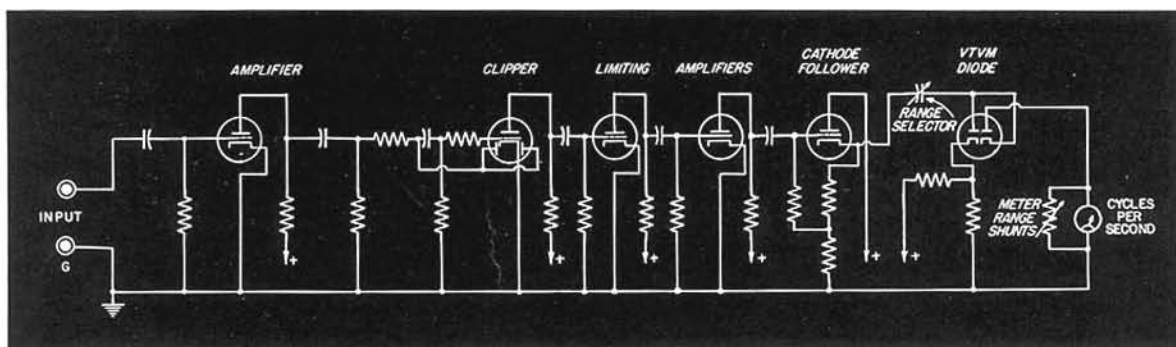 AMPLIFIER
CLIPPER
LIMITING
AMPLIFIERS
CATHODE
FOLLOWER
VTVM
DIODE
RANGE
SELECTOR
INPUT
G
METER
RANGE
SHUNTS
CYCLES
PER
SECOND
+
+
+
+
+
+